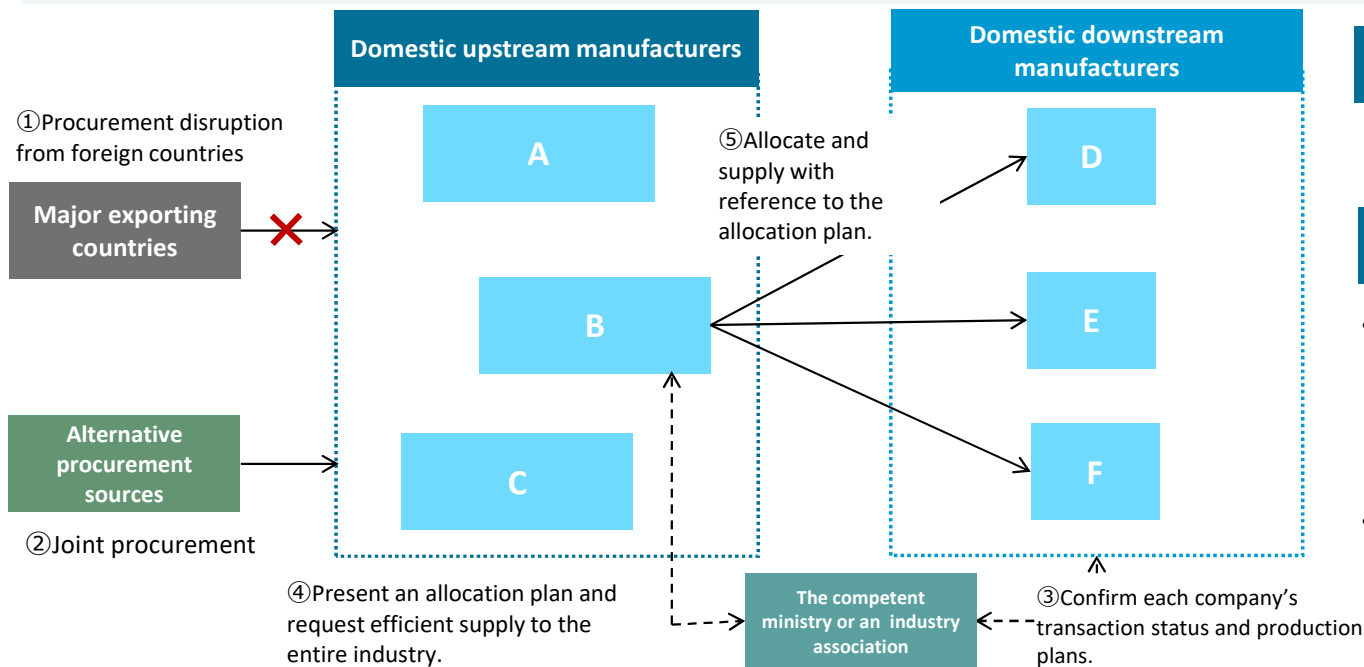 Domestic upstream manufacturers
Domestic downstream
manufacturers
①Procurement disruption
from foreign countries
Major exporting
countries
A
B
C
⑤Allocate and
supply with
reference to the
allocation plan.
D
E
F
Alternative
procurement
sources
②Joint procurement
④Present an allocation plan and
request efficient supply to the
entire industry.
The competent
ministry or an industry
association
③Confirm each company's
transaction status and production
plans.